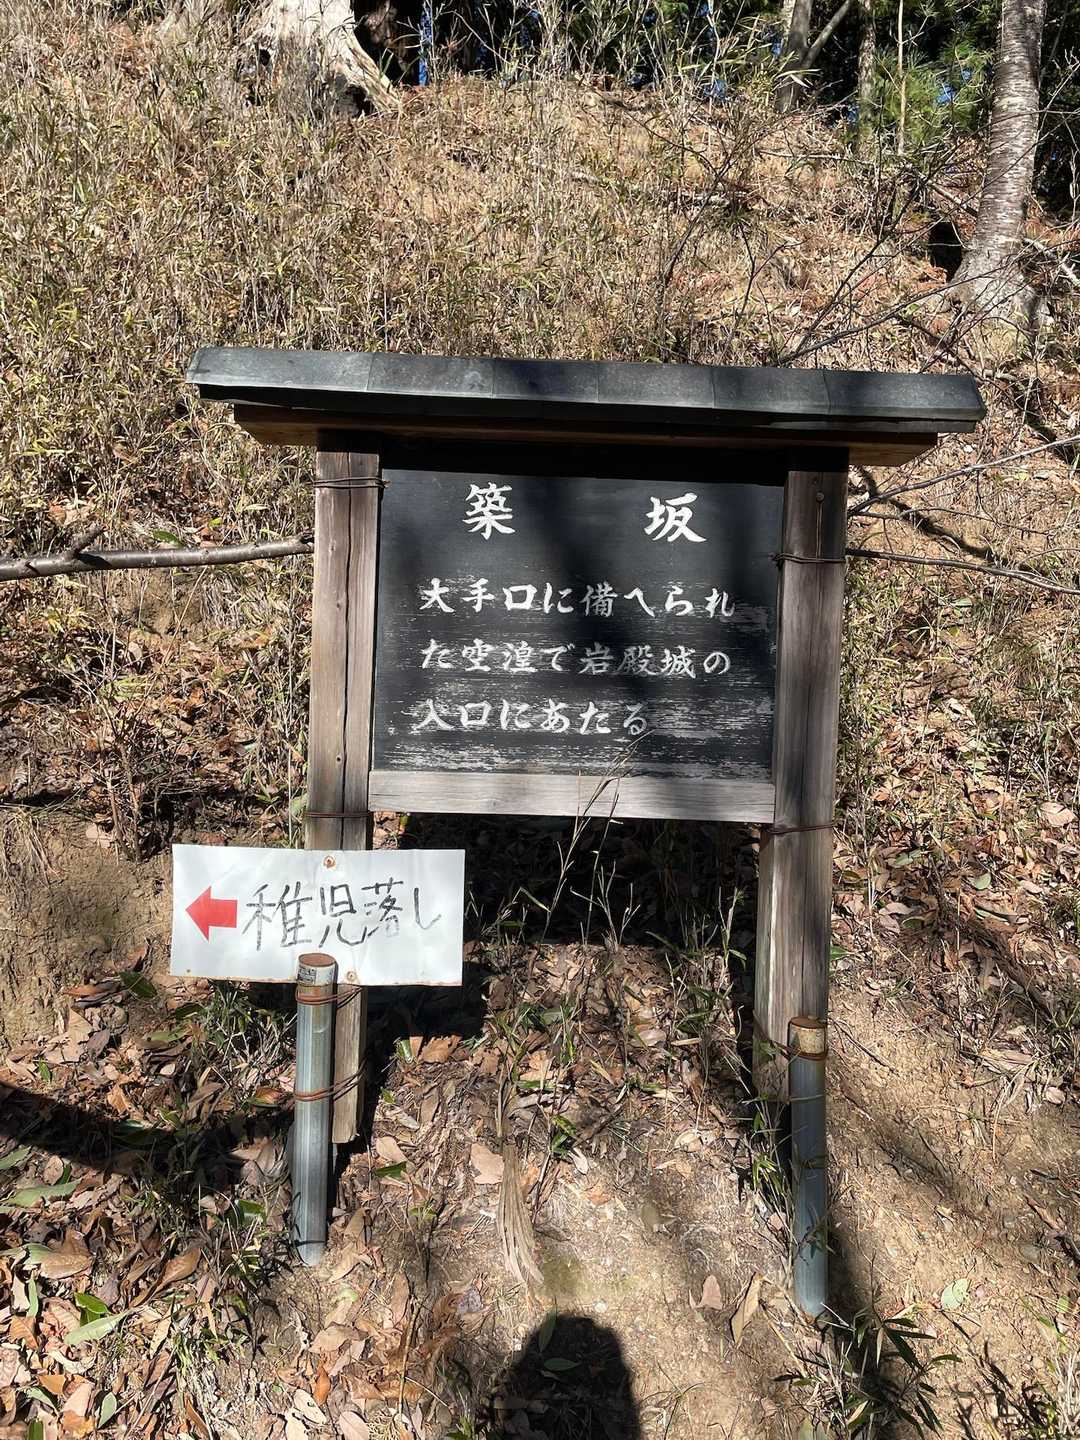 築坂
大手口に備へられ
た空湟で岩殿城の
入口にあたる
稚児落し